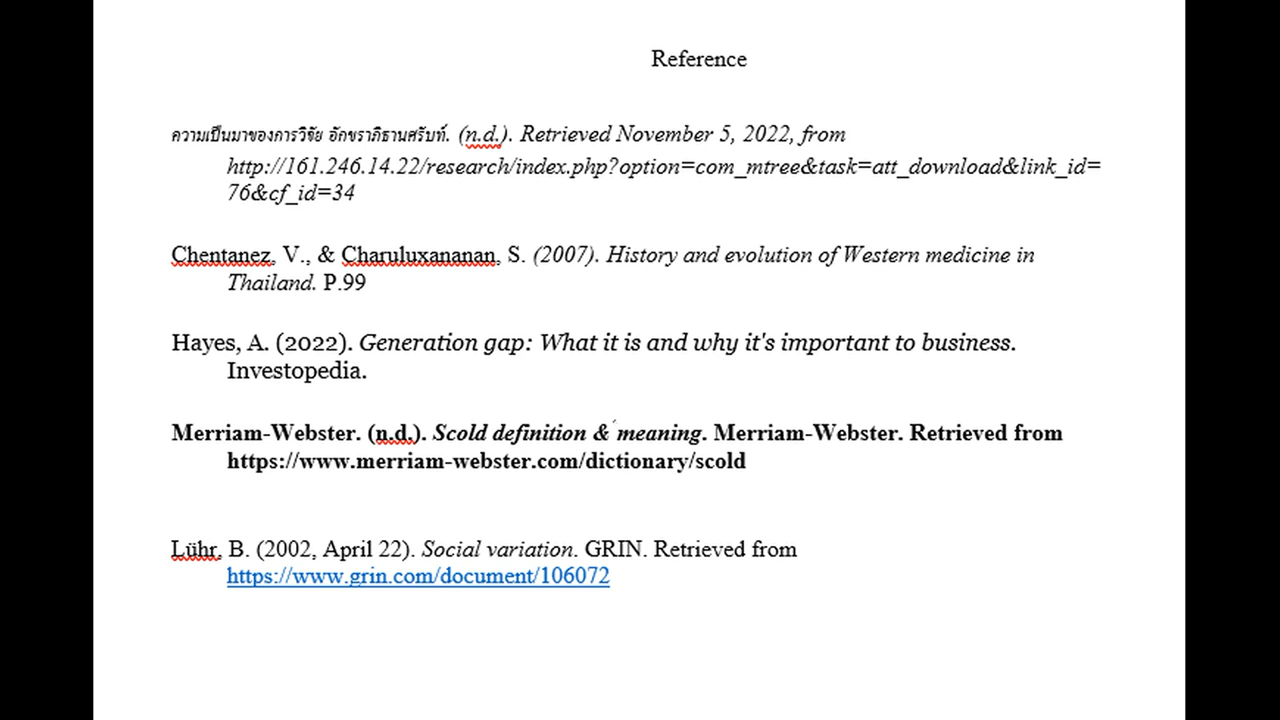 Reference
ความเป็นมาของการวิจัย อักขราภิธานศรับท์. (n.d.). Retrieved November 5, 2022, from
http://161.246.14.22/research/index.php?option=com_mtree&task=att_download&link_id=
76&cf_id=34
Chentanez, V., & Charuluxananan, S. (2007). History and evolution of Western medicine in
Thailand. P.99
Hayes, A. (2022). Generation gap: What it is and why it's important to business.
Investopedia.
Merriam-Webster. (n.d.). Scold definition & meaning. Merriam-Webster. Retrieved from
https://www.merriam-webster.com/dictionary/scold
Lühr, B. (2002, April 22). Social variation. GRIN. Retrieved from
https://www.grin.com/document/106072